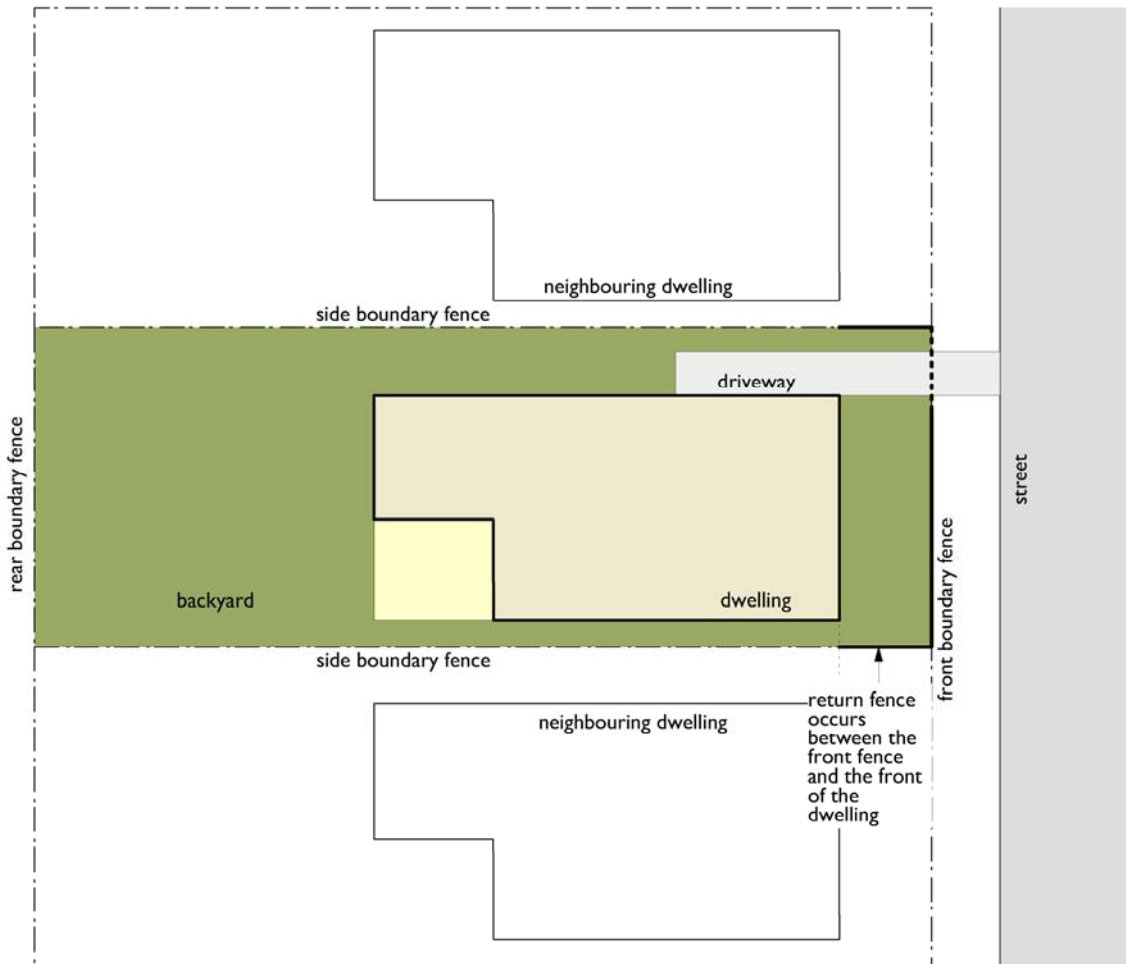 neighbouring dwelling
side boundary fence
driveway
rear boundary fence
street
front boundary fence
backyard
dwelling
side boundary fence
return fence
occurs
between the
front fence
and the front
of the
dwelling
neighbouring dwelling